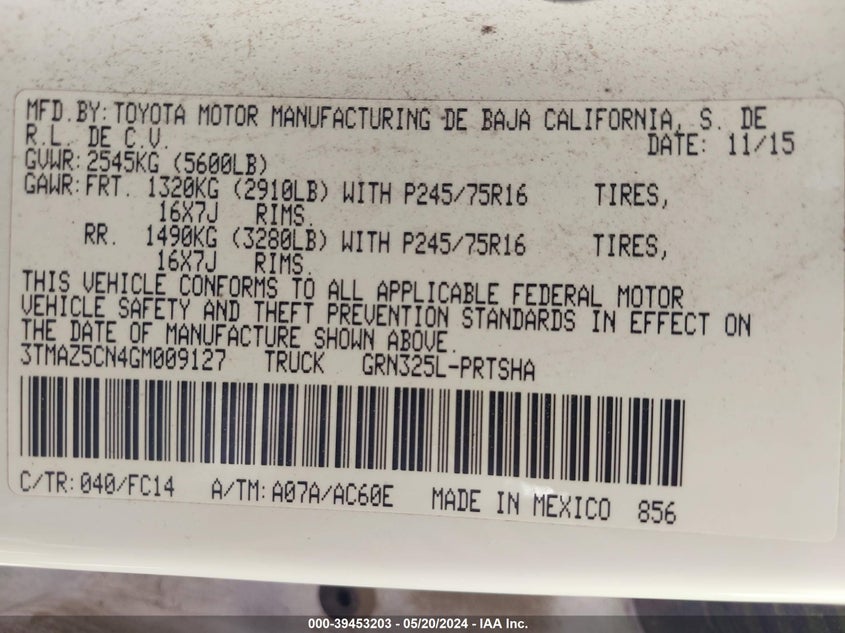 MFD.BY: TOYOTA MOTOR MANUFACTURING DE BAJA CALIFORNIA, S. DE
R.L. DE C.V. DATE: 11/15
GVWR: 2545KG (5600LB)
GAWR: FRT. 1320KG (2910LB) WITH P245/75R16 TIRES,
16X7J RIMS.
RR. 1490KG (3280LB) WITH P245/75R16 TIRES,
16X7J RIMS.
THIS VEHICLE CONFORMS TO ALL APPLICABLE FEDERAL MOTOR
VEHICLE SAFETY AND THEFT PREVENTION STANDARDS IN EFFECT ON
THE DATE OF MANUFACTURE SHOWN ABOVE.
3TMAZ5CN4GM009127 TRUCK GRN325L-PRTSHA
C/TR: 040/FC14 A/TM: A07A/AC60E MADE IN MEXICO 856
000-39453203 - 05/20/2024 - IAA Inc.